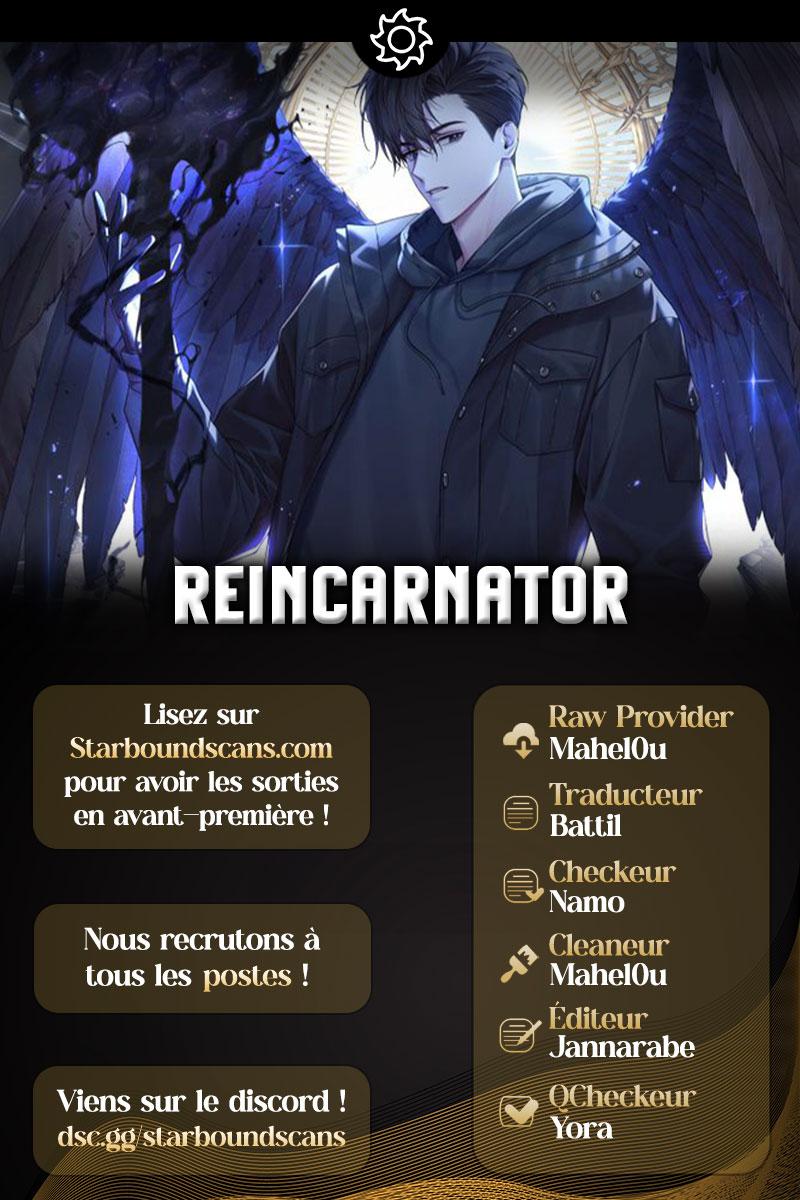 REINCARNATOR
Lisez sur
Starboundscans.com
pour avoir les sorties
en avant-première !
Nous recrutons à
tous les postes !
Viens sur le discord !
dsc.gg/starboundscans
Raw Provider
Mahel0u
Traducteur
Battil
Checkeur
Namo
Cleaneur
Mahel0u
Éditeur
Jannarabe
QCheckeur
Yora